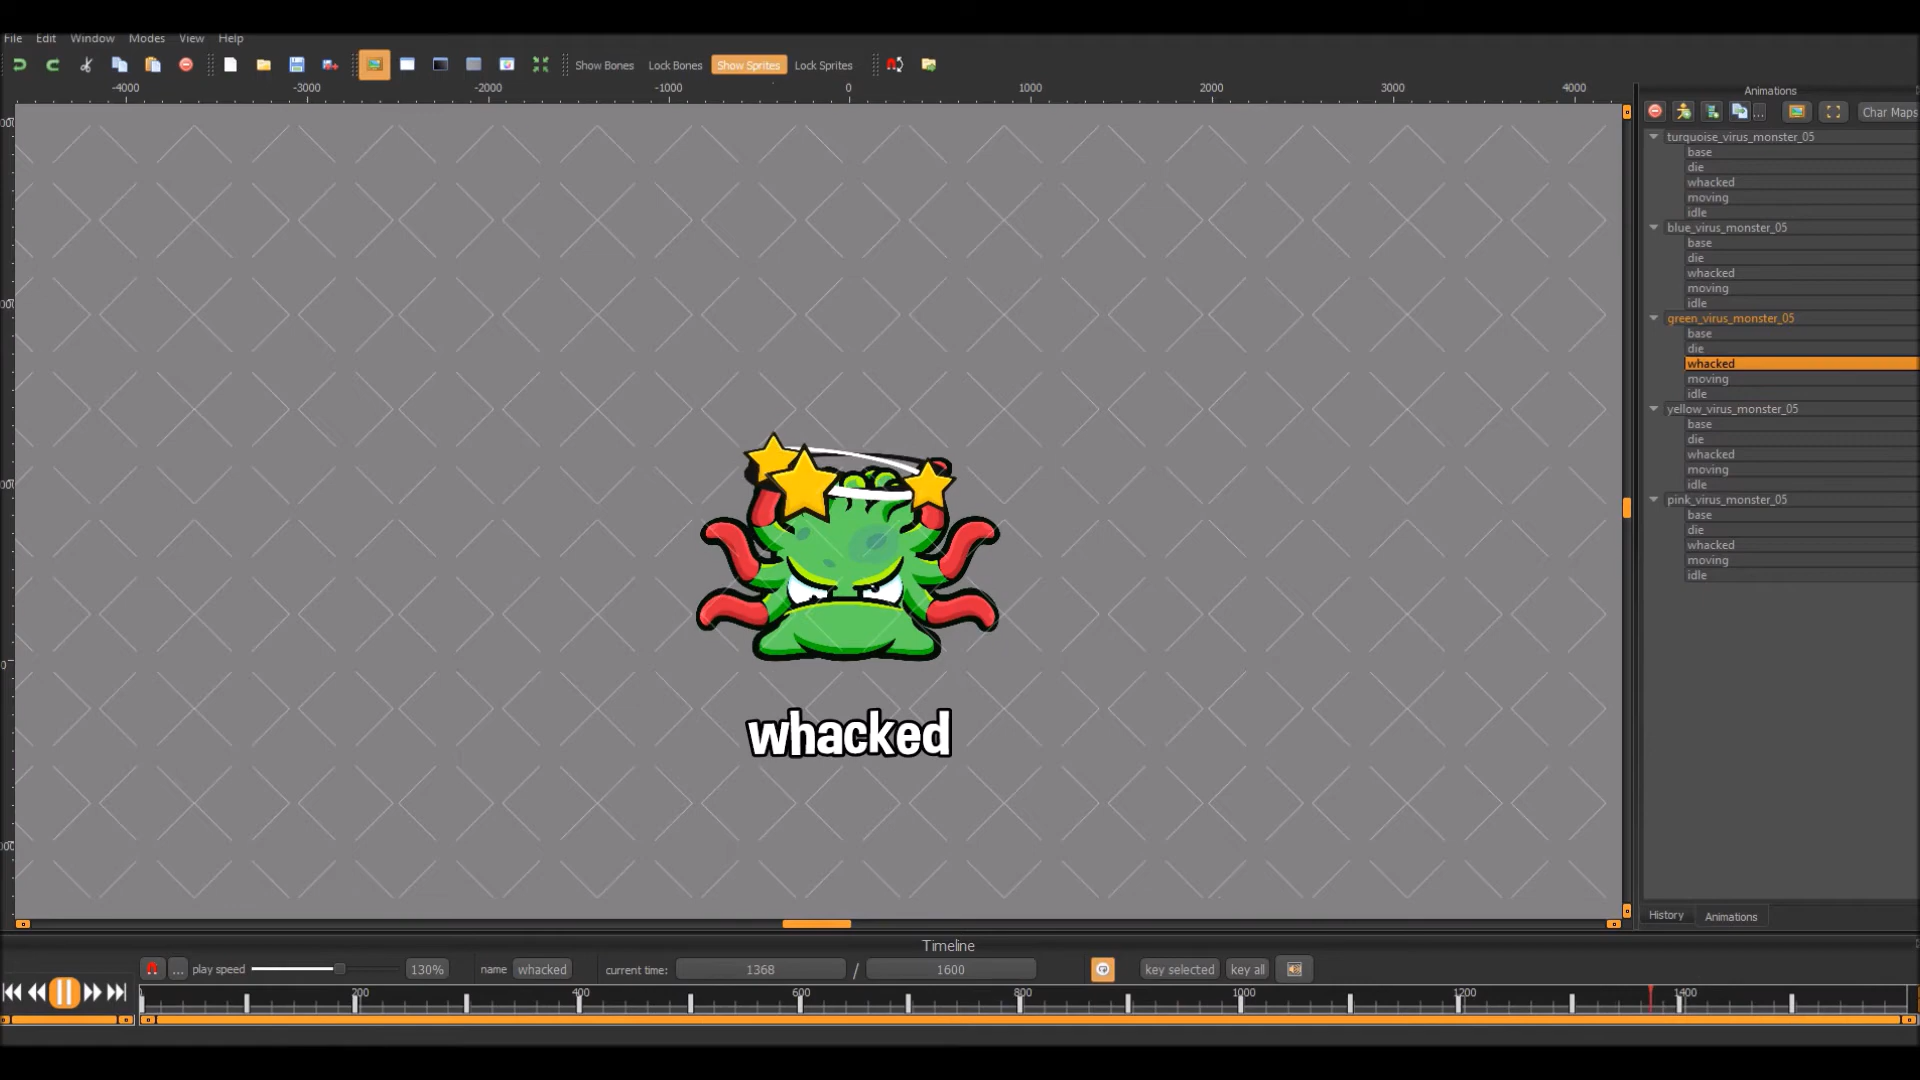 File Edit Window Modes View Help
Show Bones Lock Bones Show Sprites Lock Sprites
-4000 -3000 -2000 -1000 0 1000 2000 3000 4000
Animations
... Char Maps
turquoise_virus_monster_05
base
die
whacked
moving
idle
blue_virus_monster_05
base
die
whacked
moving
idle
green_virus_monster_05
base
die
whacked
moving
idle
yellow_virus_monster_05
base
die
whacked
moving
idle
pink_virus_monster_05
base
die
whacked
moving
idle
whacked
History Animations
Timeline
... play speed 130% name whacked current time: 1368 / 1600 key selected key all
200 400 600 800 1000 1200 1400